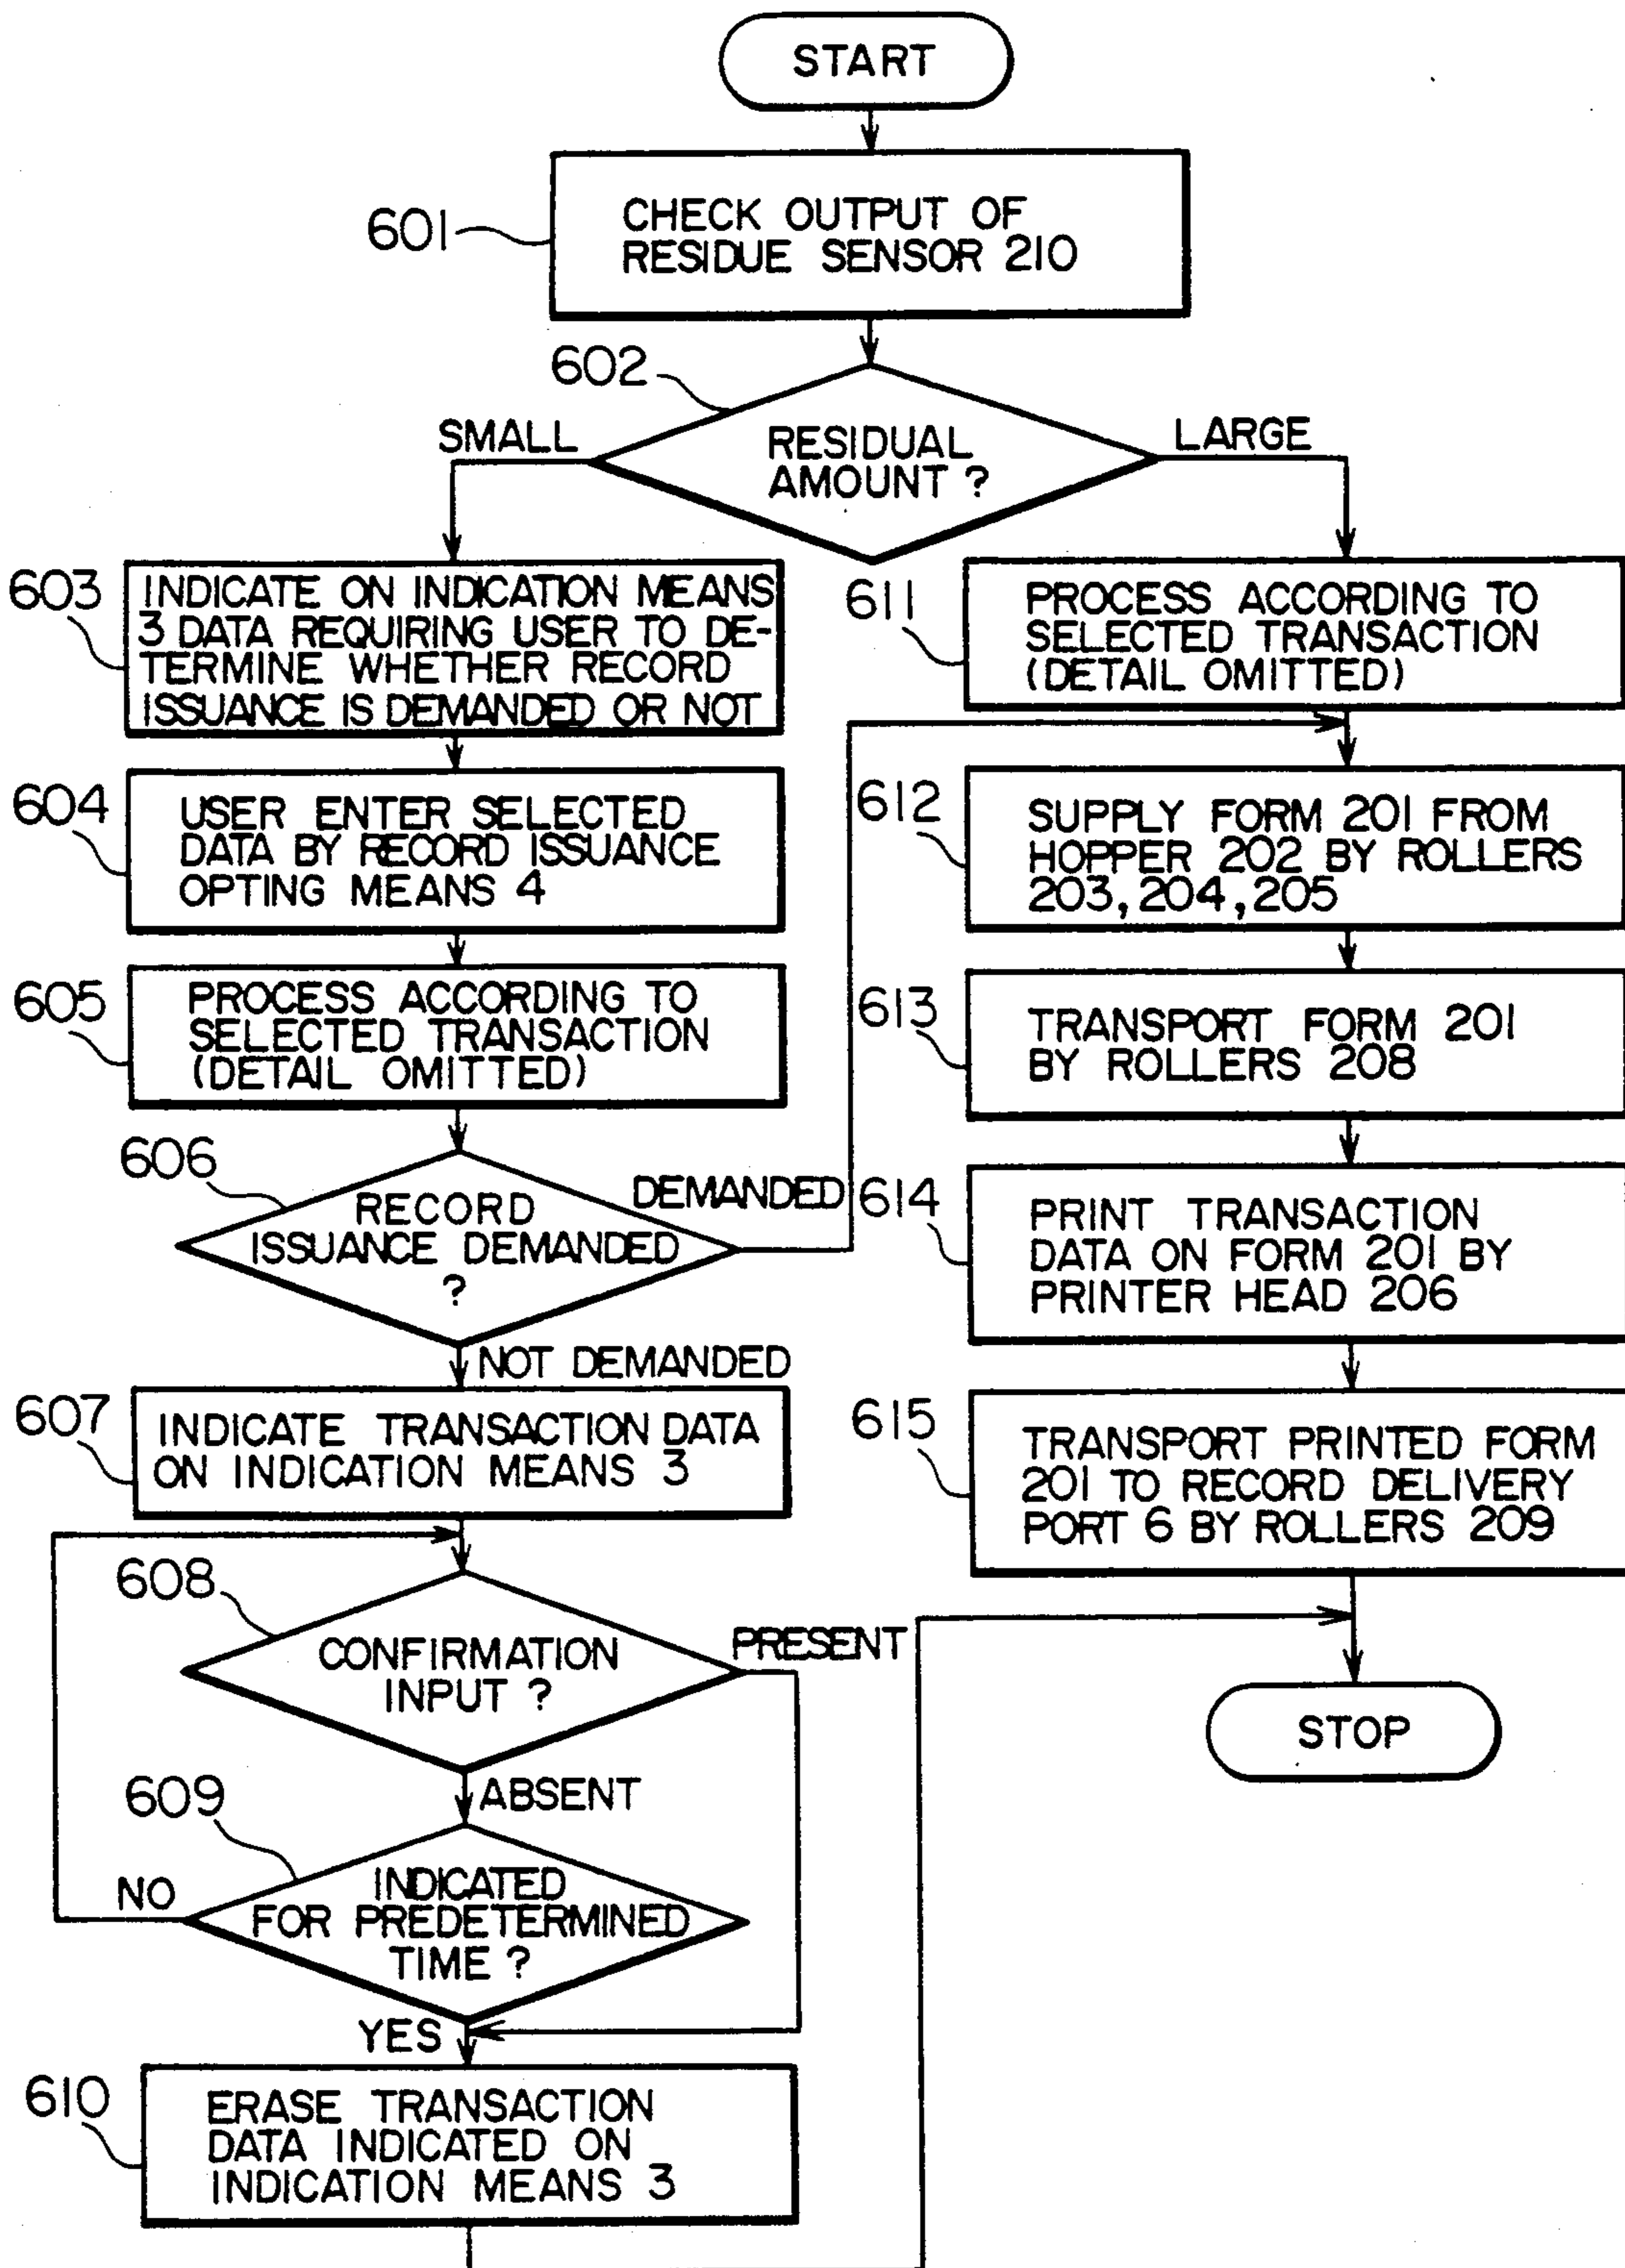 START
601
CHECK OUTPUT OF
RESIDUE SENSOR 210
602
SMALL
RESIDUAL
AMOUNT ?
LARGE
603
INDICATE ON INDICATION MEANS
3 DATA REQUIRING USER TO DE-
TERMINE WHETHER RECORD
ISSUANCE IS DEMANDED OR NOT
604
USER ENTER SELECTED
DATA BY RECORD ISSUANCE
OPTING MEANS 4
605
PROCESS ACCORDING TO
SELECTED TRANSACTION
(DETAIL OMITTED)
606
RECORD
ISSUANCE DEMANDED
?
DEMANDED
NOT DEMANDED
607
INDICATE TRANSACTION DATA
ON INDICATION MEANS 3
608
CONFIRMATION
INPUT ?
PRESENT
ABSENT
609
INDICATED
FOR PREDETERMINED
TIME ?
NO
YES
610
ERASE TRANSACTION
DATA INDICATED ON
INDICATION MEANS 3
611
PROCESS ACCORDING TO
SELECTED TRANSACTION
(DETAIL OMITTED)
612
SUPPLY FORM 201 FROM
HOPPER 202 BY ROLLERS
203, 204, 205
613
TRANSPORT FORM 201
BY ROLLERS 208
614
PRINT TRANSACTION
DATA ON FORM 201 BY
PRINTER HEAD 206
615
TRANSPORT PRINTED FORM
201 TO RECORD DELIVERY
PORT 6 BY ROLLERS 209
STOP